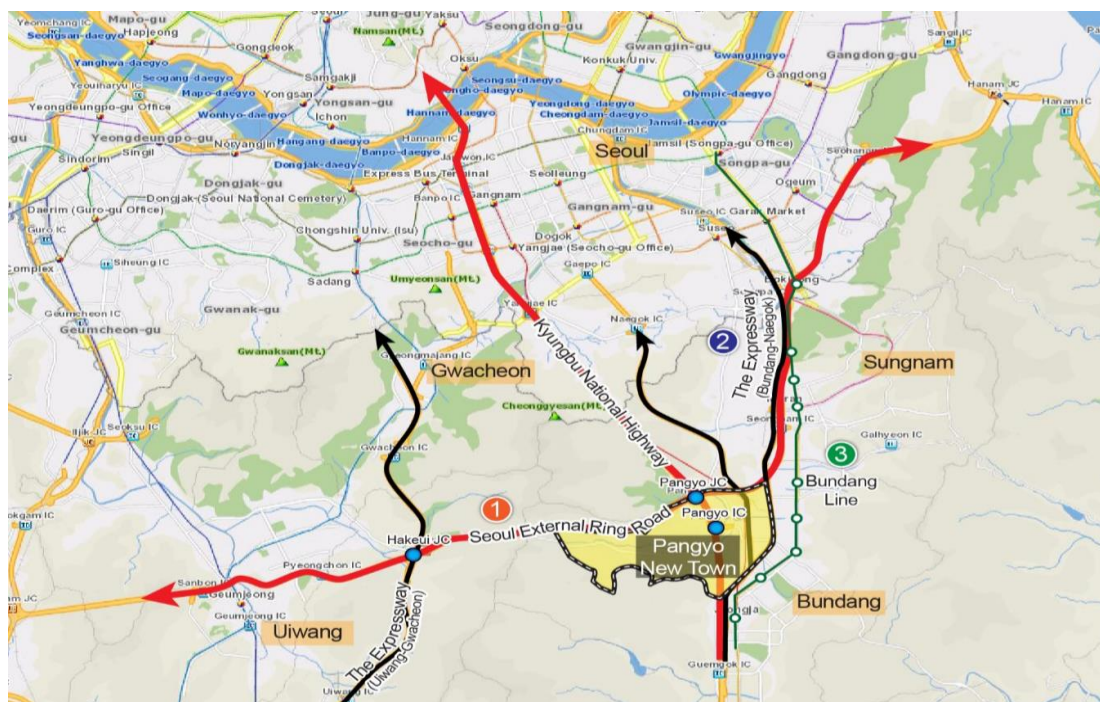 Yeomchang IC
Mapo-gu
Jung-gu
Yaksu
Seongdong-gu
Sangil IC
Seongsan-daegyo
Hapjeong
Namsan(Mt.)
Gongdeok
Gwangjin-gu
Gwangjingyo
Gangdong-gu
Yanghwa-daegyo
Oksu
Konkuk Univ.
Seogang-daegyo
Samgakji
Seongsu-daegyo
Gangdong
Yeouiharyu IC
Mapo-daegyo
Yongsan
Olympic-daegyo
Hanam JC
Yongsan-gu
Yeongdong-daegyo
Hanam IC
Yeongdeungpo-gu Office
Wonhyo-daegyo
Ichon
Hannam-daegyo
Cheongdam-daegyo
Jamsil-daegyo
Yeongdeungpo-gu
Hangang-daegyo
Hannam IC
Chungdam IC
Singil
Noryangjin
Banpo-daegyo
Seoul
Jamsil (Songpa-gu Office)
Sindorim
Dongjak-daegyo
Songpa-gu
Express Bus Terminal
Seolleung
Dongjak-gu
Ogeum
Dongjak (Seoul National Cemetery)
Banpo IC
Gangnam
Gangnam-gu
Daerim (Guro-gu Office)
Suseo IC
Garak Market
Chongshin Univ. (Isu)
Seocho-gu
Dogok
Suseo
Guro IC
Yangjae (Seocho-gu Office)
Siheung IC
Gaepo IC
Sadang
Umyeonsan(Mt.)
Gwanak-gu
Geumcheon IC
Naegok IC
Geumcheon-gu
2
The Expressway
(Bundang-Naegok)
Gwanaksan(Mt.)
Gwacheon
Sungnam
Kyungbu National Highway
Cheonggyesan(Mt.)
Iljik JC
Seoksu IC
Gwacheon IC
Galhyeon IC
3
Bundang
Line
Pangyo JC
1
Seoul External Ring Road
Pangyo IC
Hakeui JC
Pangyo
New Town
Pyeongchon IC
Sanbon IC
Geumjeong
Bundang
Geumjeong IC
Uiwang
The Expressway
(Uiwang-Gwacheon)
Guemgok IC